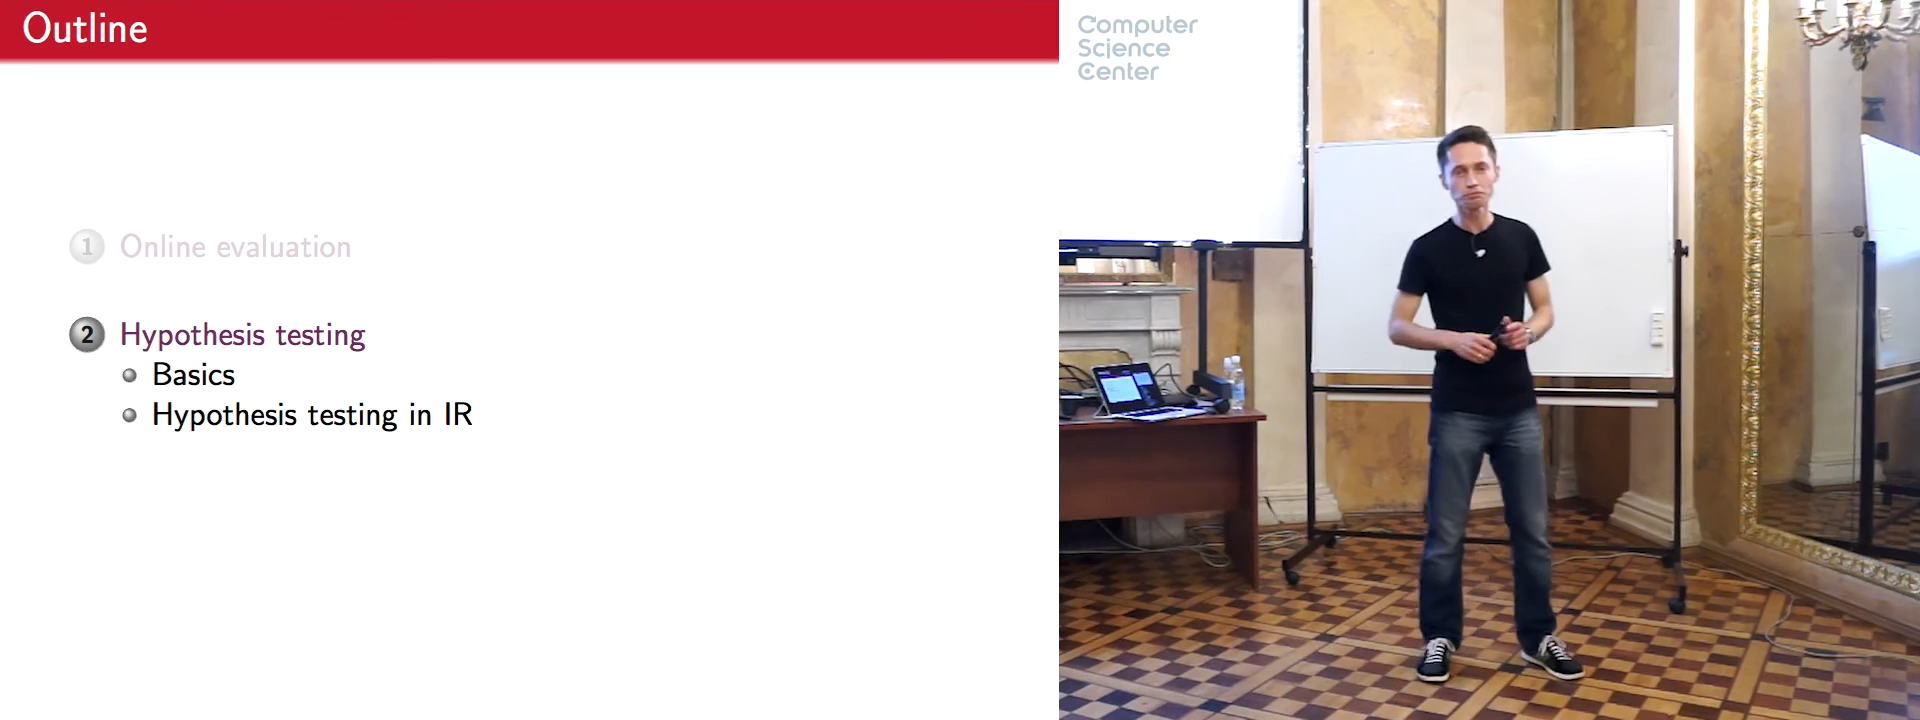 Outline
1 Online evaluation
2 Hypothesis testing
Basics
Hypothesis testing in IR
Computer
Science
Center